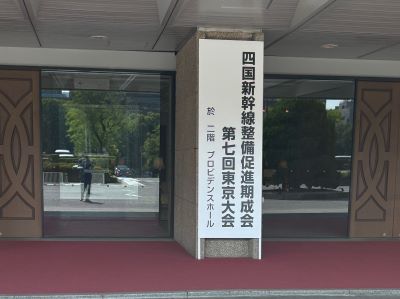 四国新幹線整備促進期成会
第七回東京大会
於 二階 プロビデンスホール